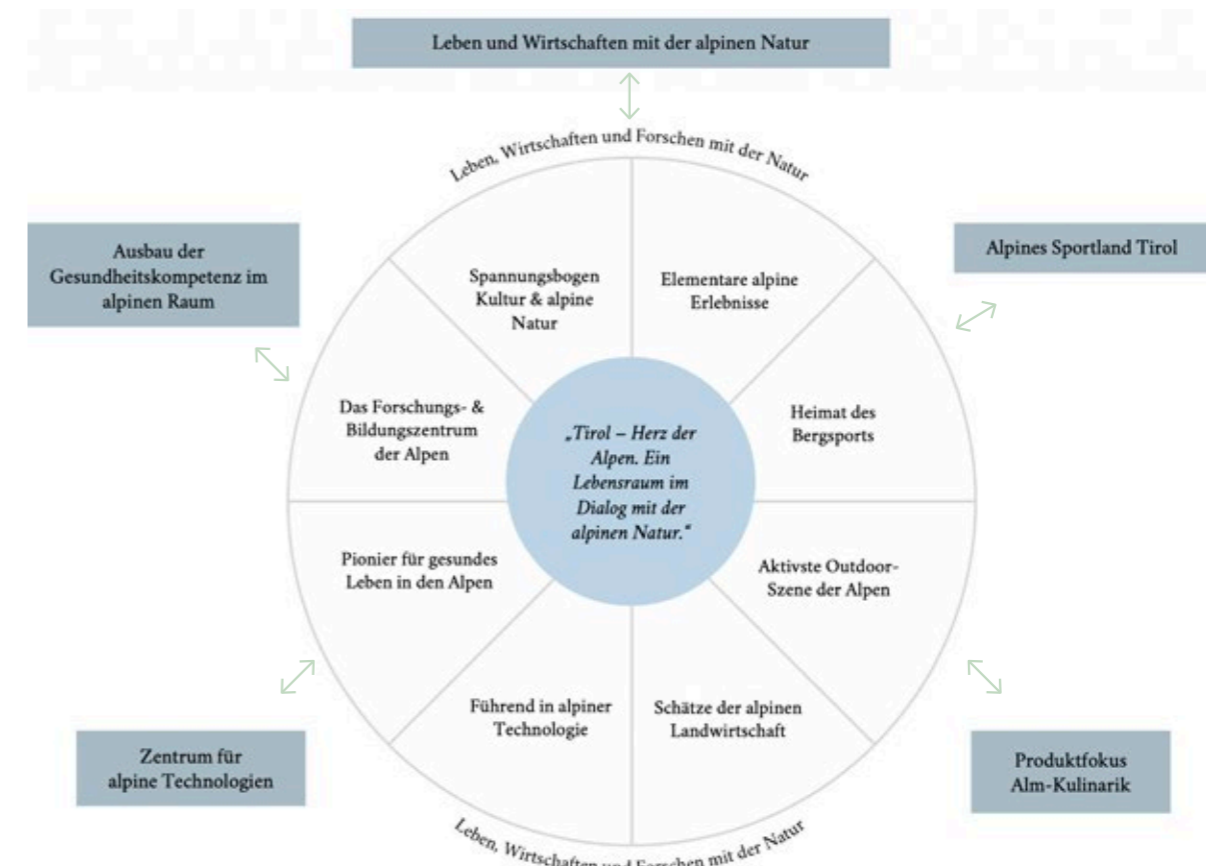 Leben und Wirtschaften mit der alpinen Natur
Leben, Wirtschaften und Forschen mit der Natur
Ausbau der
Gesundheitskompetenz im
alpinen Raum
Alpines Sportland Tirol
Spannungsbogen
Kultur & alpine
Natur
Elementare alpine
Erlebnisse
Das Forschungs- &
Bildungszentrum
der Alpen
Heimat des
Bergsports
„Tirol – Herz der
Alpen. Ein
Lebensraum im
Dialog mit der
alpinen Natur.“
Pionier für gesundes
Leben in den Alpen
Aktivste Outdoor-
Szene der Alpen
Führend in alpiner
Technologie
Schätze der alpinen
Landwirtschaft
Zentrum für
alpine Technologien
Produktfokus
Alm-Kulinarik
Leben, Wirtschaften und Forschen mit der Natur